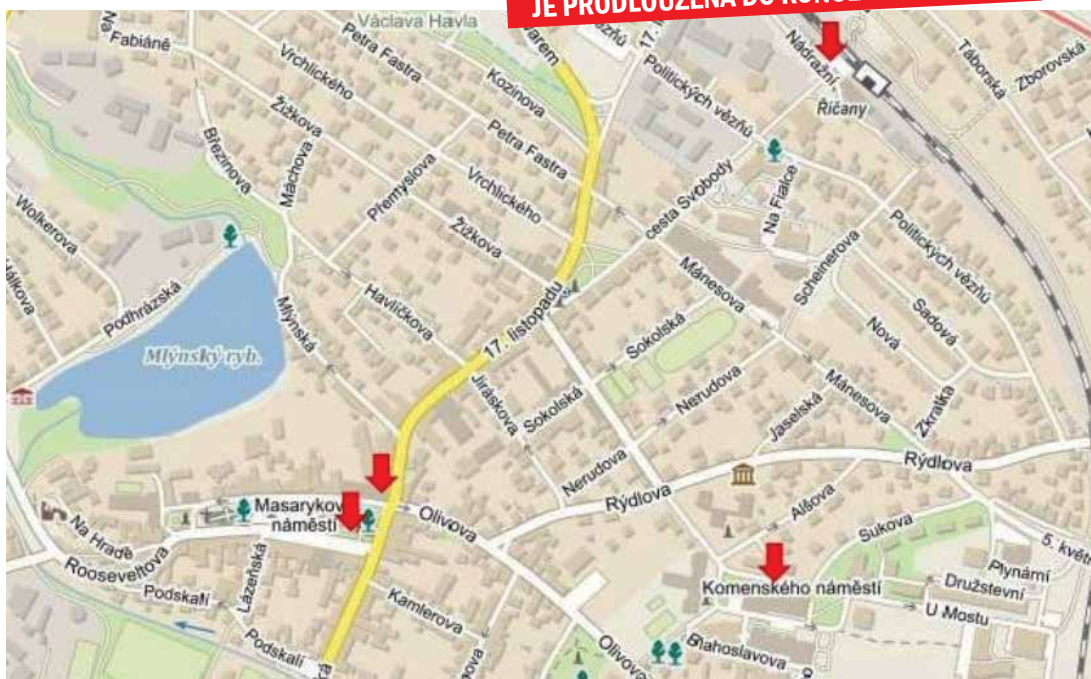 JE PRODLOUŽENA DO
Václava Havla
Fabiáně
Vrchlického
Petra Fastra
Žižkova
Kozinova
Petra Fastra
Vrchlického
Přemyslova
Žižkova
Březinova
Máchova
Politických vězňů
Nádražní
Říčany
Táborská
Zborovská
cesta Svobody
Na Fialce
Scheinerova
Politických vězňů
Wolkerova
Podhrázská
Mlýnský ryb.
Mlýnská
Havlíčkova
17. listopadu
Jiráskova
Sokolská
Sokolská
Mánesova
Nová
Sadová
Nerudova
Nerudova
Jaselská
Mánesova
Zkratka
Rýdlova
Rýdlova
Masarykovo
náměstí
Olivova
Na Hradě
Rooseveltova
Podskalí
Lázeňská
Podskalí
Kamlerova
Olivova
Alšova
Sukova
Komenského náměstí
Blahoslavova
5. květn
Plynární
Družstevní
U Mostu